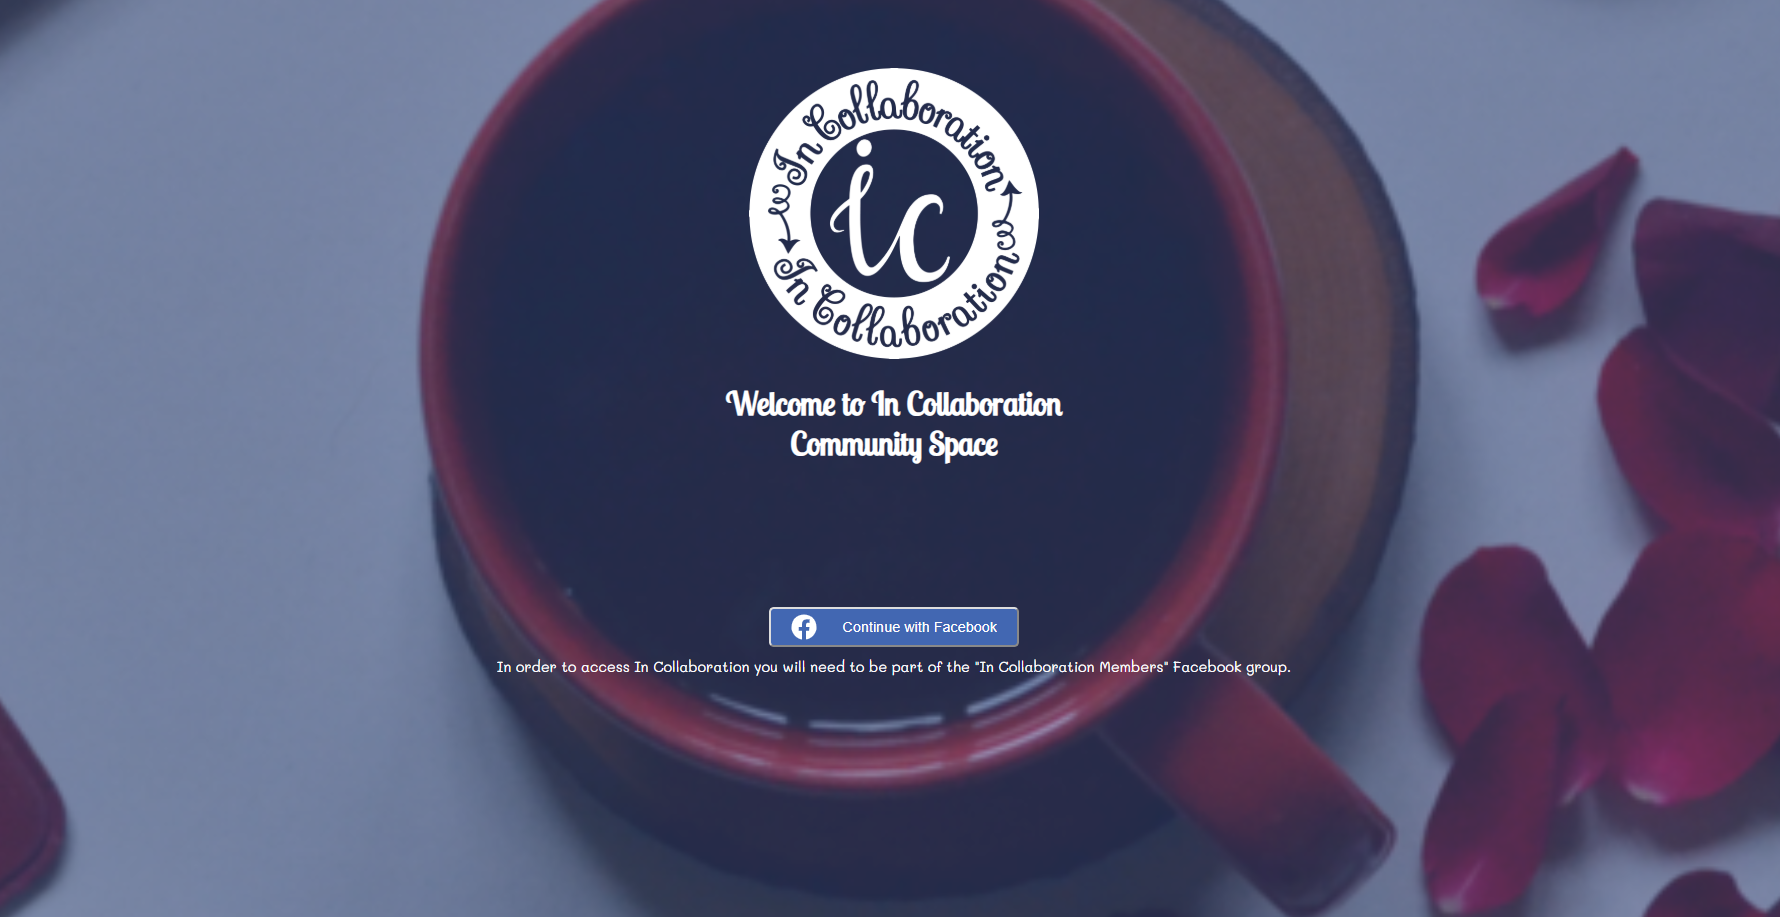 In Collaboration
ic
In Collaboration
Welcome to In Collaboration
Community Space
Continue with Facebook
In order to access In Collaboration you will need to be part of the "In Collaboration Members" Facebook group.